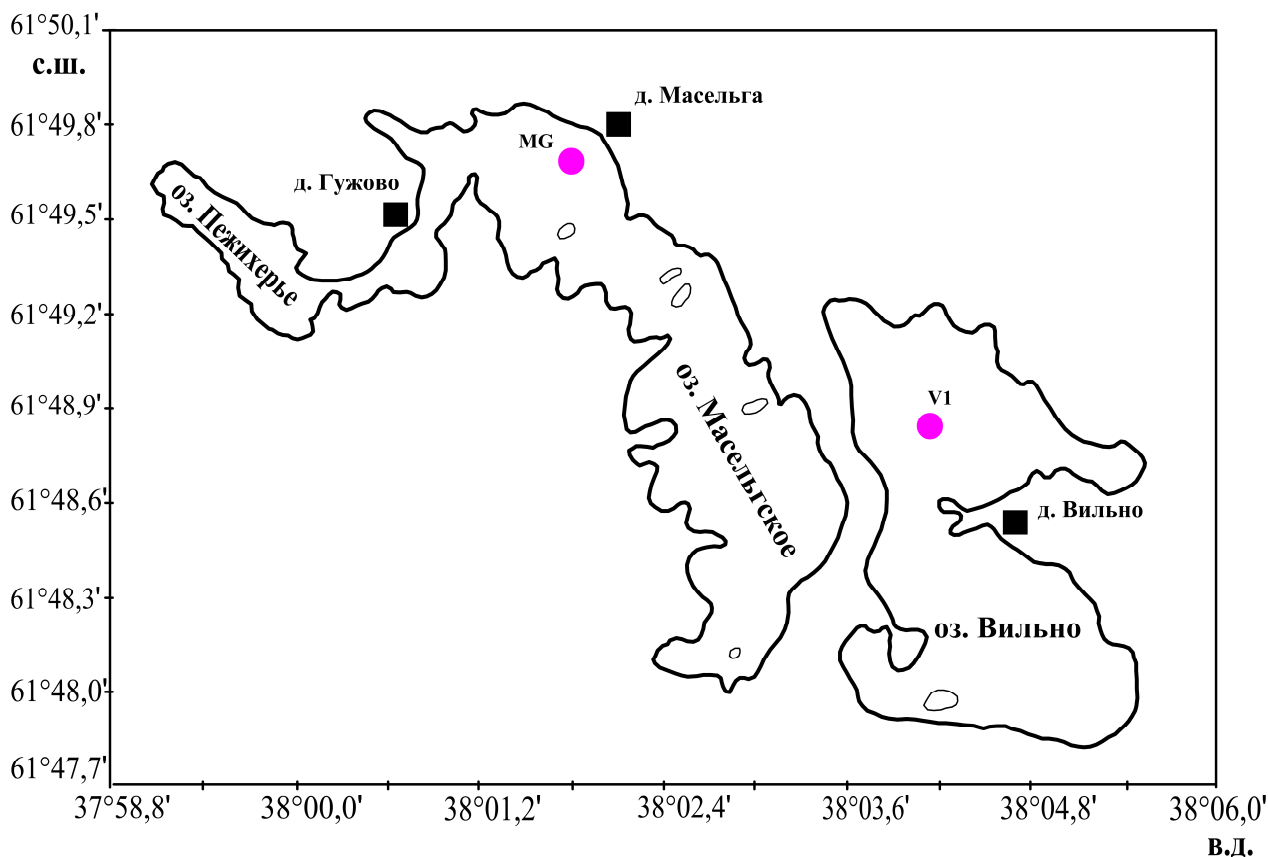 61°50,1'
с.ш.
д. Масельга
61°49,8'
MG
д. Гужово
оз. Пежихерье
61°49,5'
61°49,2'
оз. Масельгское
V1
61°48,9'
61°48,6'
д. Вильно
61°48,3'
оз. Вильно
61°48,0'
61°47,7'
37°58,8' 38°00,0' 38°01,2' 38°02,4' 38°03,6' 38°04,8' 38°06,0'
в.д.